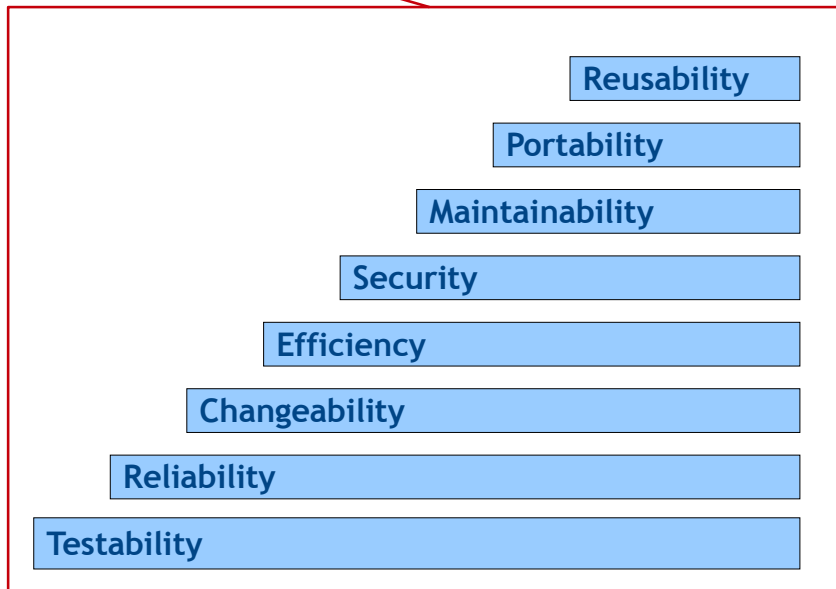 Reusability
Portability
Maintainability
Security
Efficiency
Changeability
Reliability
Testability